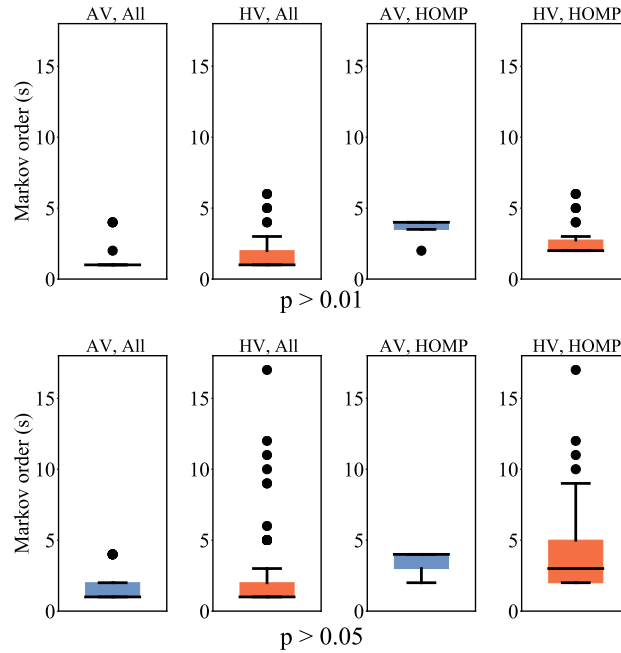 AV, All HV, All AV, HOMP HV, HOMP
Markov order (s)
15 15 15 15
10 10 10 10
5 5 5 5
0 0 0 0
p > 0.01
AV, All HV, All AV, HOMP HV, HOMP
Markov order (s)
15 15 15 15
10 10 10 10
5 5 5 5
0 0 0 0
p > 0.05